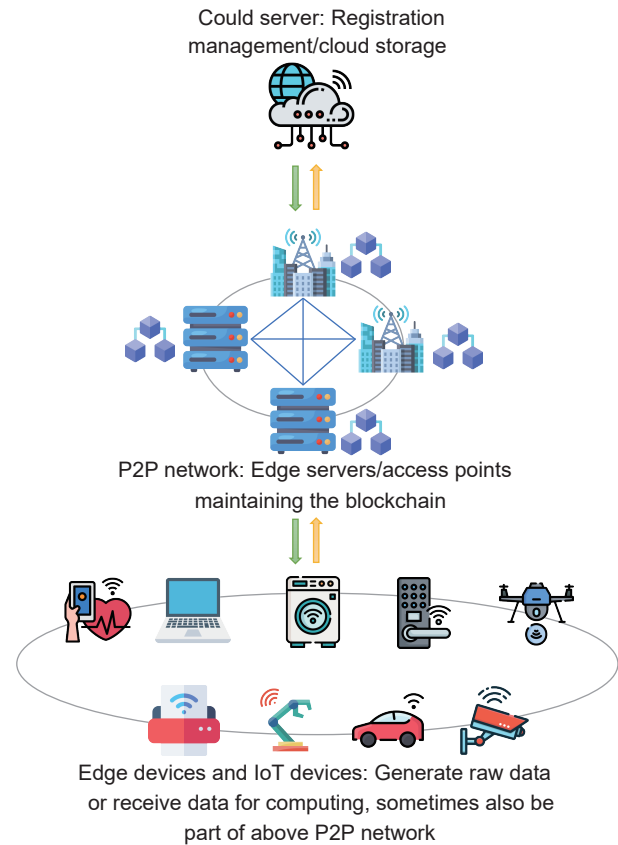 Could server: Registration
management/cloud storage
P2P network: Edge servers/access points
maintaining the blockchain
Edge devices and IoT devices: Generate raw data
or receive data for computing, sometimes also be
part of above P2P network